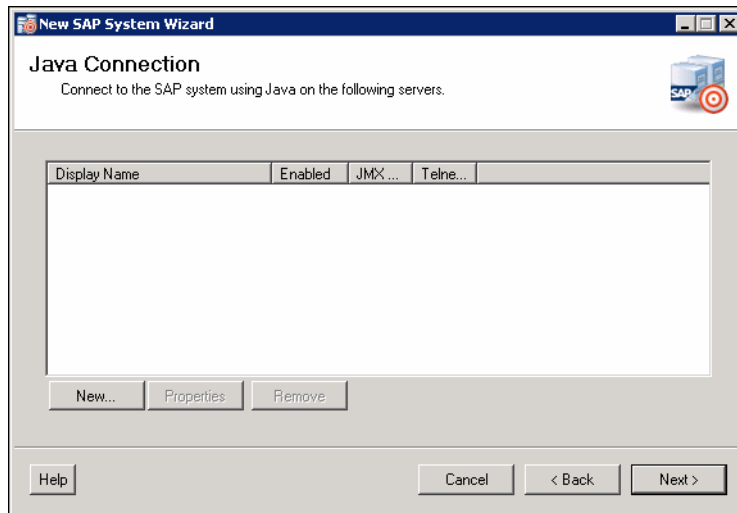 New SAP System Wizard
Java Connection
Connect to the SAP system using Java on the following servers.
SAP
Display Name Enabled JMX ... Telne...
New... Properties Remove
Help Cancel < Back Next >